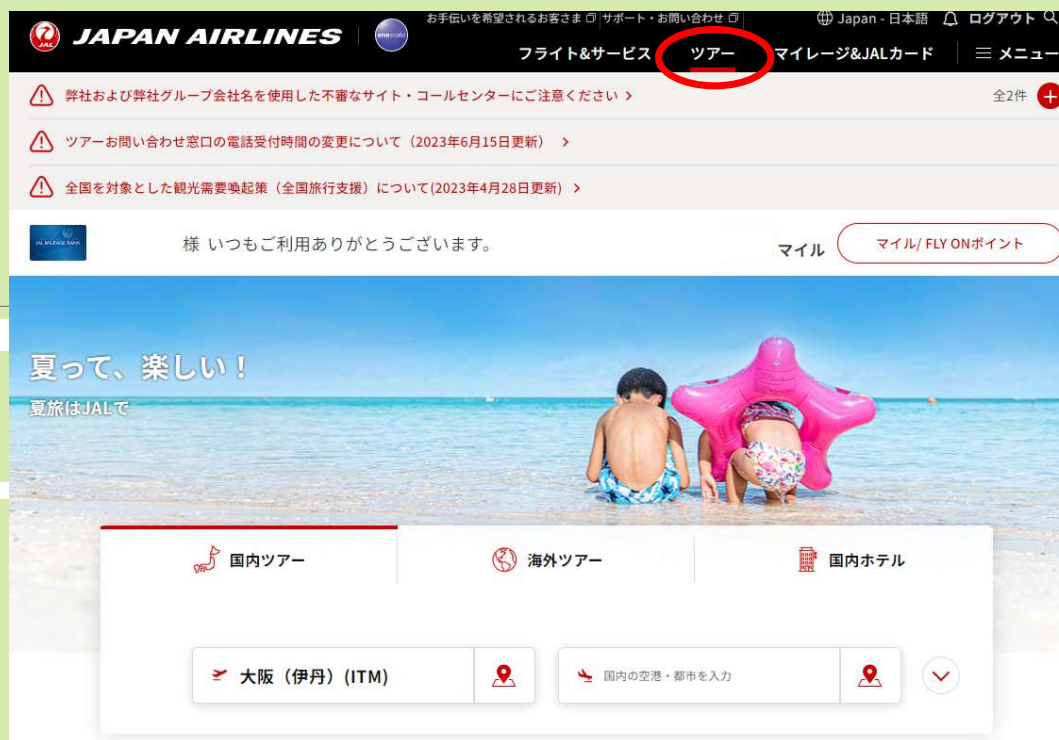 お手伝いを希望されるお客さま
サポート・お問い合わせ
Japan - 日本語
ログアウト
JAL
JAPAN AIRLINES
oneworld
フライト&サービス
ツアー
マイレージ&JALカード
メニュー
弊社および弊社グループ会社名を使用した不審なサイト・コールセンターにご注意ください
全2件
ツアーお問い合わせ窓口の電話受付時間の変更について（2023年6月15日更新）
全国を対象とした観光需要喚起策（全国旅行支援）について(2023年4月28日更新)
JAL MILEAGE BANK
様 いつもご利用ありがとうございます。
マイル
マイル/ FLY ONポイント
夏って、楽しい！
夏旅はJALで
国内ツアー
海外ツアー
国内ホテル
大阪（伊丹）(ITM)
国内の空港・都市を入力